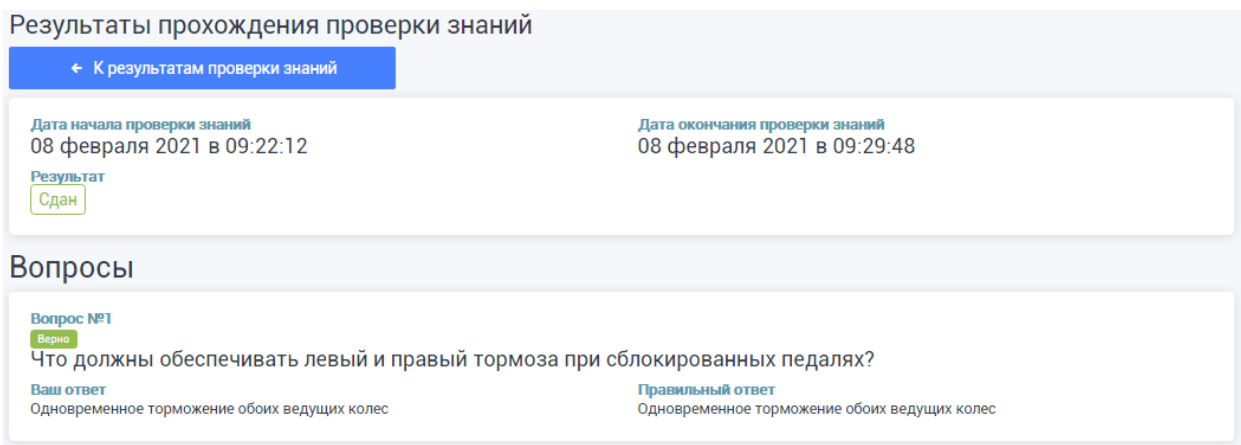 Результаты прохождения проверки знаний
← К результатам проверки знаний
Дата начала проверки знаний
08 февраля 2021 в 09:22:12
Дата окончания проверки знаний
08 февраля 2021 в 09:29:48
Результат
Сдан
Вопросы
Вопрос №1
Верно
Что должны обеспечивать левый и правый тормоза при сблокированных педалях?
Ваш ответ
Одновременное торможение обоих ведущих колес
Правильный ответ
Одновременное торможение обоих ведущих колес